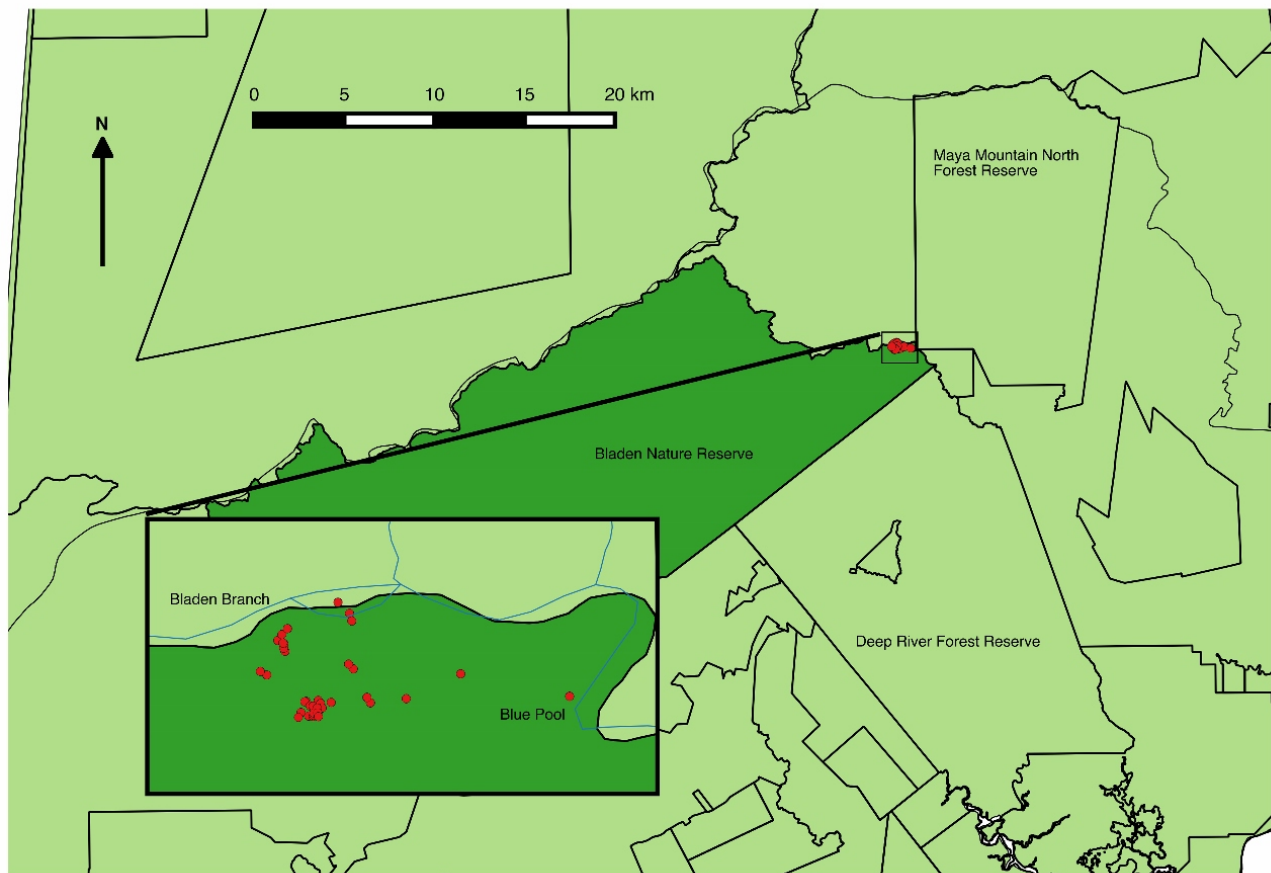 0 5 10 15 20 km
N
Maya Mountain North
Forest Reserve
Bladen Nature Reserve
Bladen Branch
Deep River Forest Reserve
Blue Pool